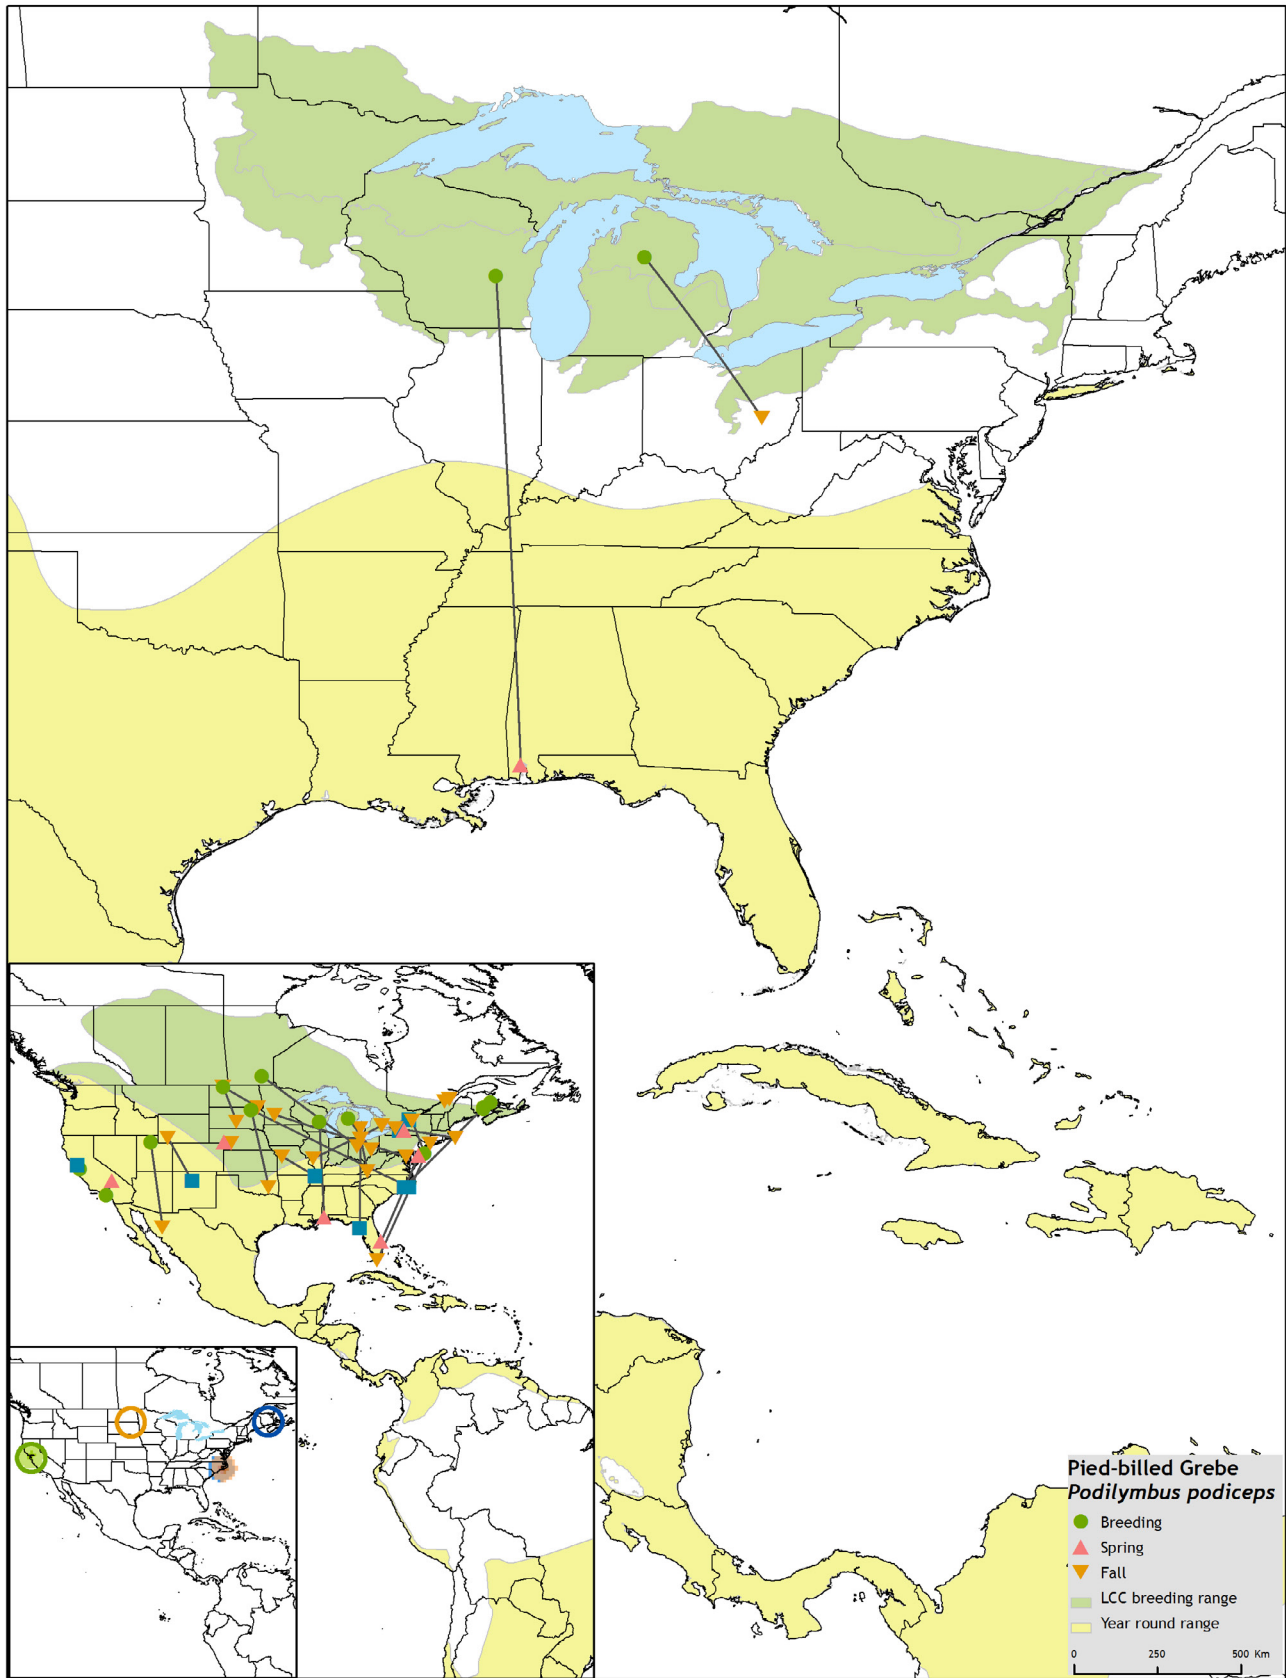 Pied-billed Grebe
Podilymbus podiceps
Breeding
Spring
Fall
LCC breeding range
Year round range
0 250 500 Km